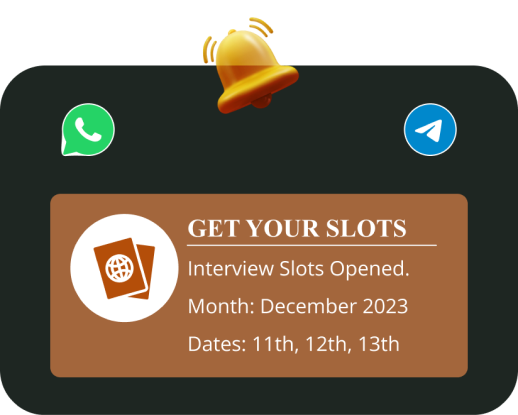 GET YOUR SLOTS
Interview Slots Opened.
Month: December 2023
Dates: 11th, 12th, 13th